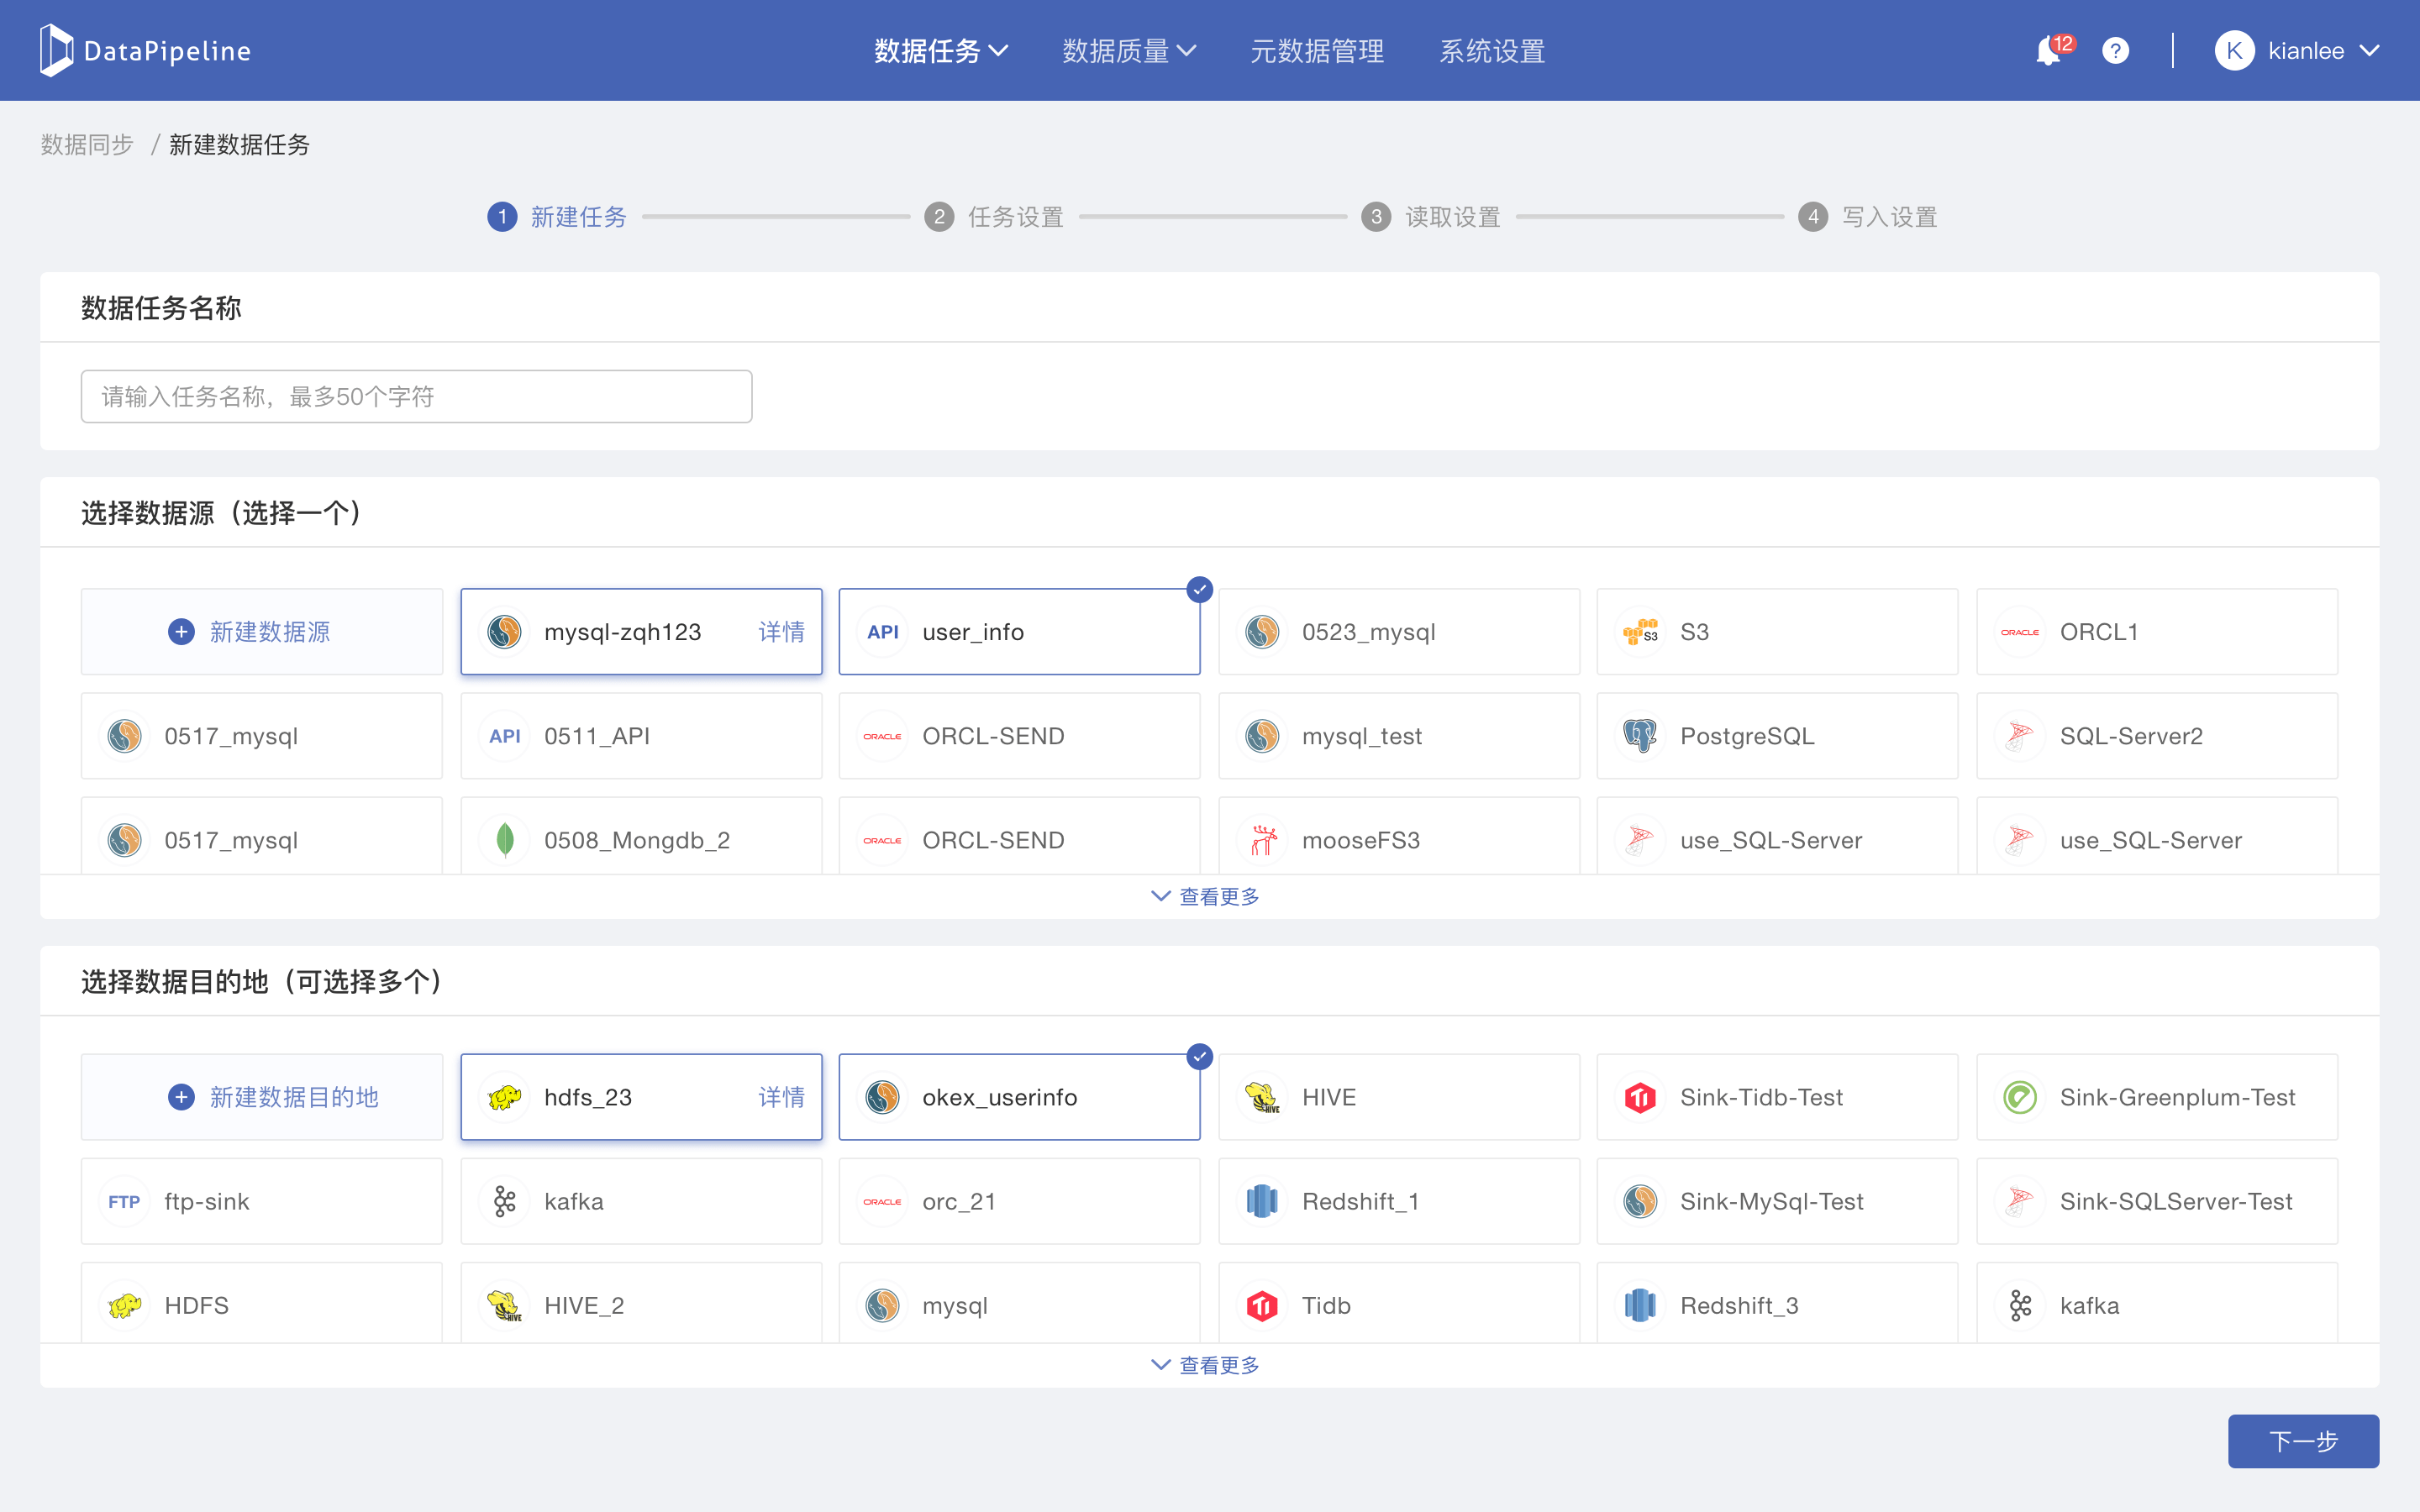 DataPipeline 数据任务 数据质量 元数据管理 系统设置 12 ? K kianlee
数据同步 / 新建数据任务
1 新建任务 2 任务设置 3 读取设置 4 写入设置
数据任务名称
请输入任务名称，最多50个字符
选择数据源（选择一个）
新建数据源 mysql-zqh123 详情 API user_info 0523_mysql S3 S3 ORACLE ORCL1
0517_mysql API 0511_API ORACLE ORCL-SEND mysql_test PostgreSQL SQL-Server2
0517_mysql 0508_Mongdb_2 ORACLE ORCL-SEND mooseFS3 use_SQL-Server use_SQL-Server
查看更多
选择数据目的地（可选择多个）
新建数据目的地 hdfs_23 详情 okex_userinfo HIVE HIVE Sink-Tidb-Test Sink-Greenplum-Test
FTP ftp-sink kafka ORACLE orc_21 Redshift_1 Sink-MySql-Test Sink-SQLServer-Test
HDFS HIVE HIVE_2 mysql Tidb Redshift_3 kafka
查看更多
下一步